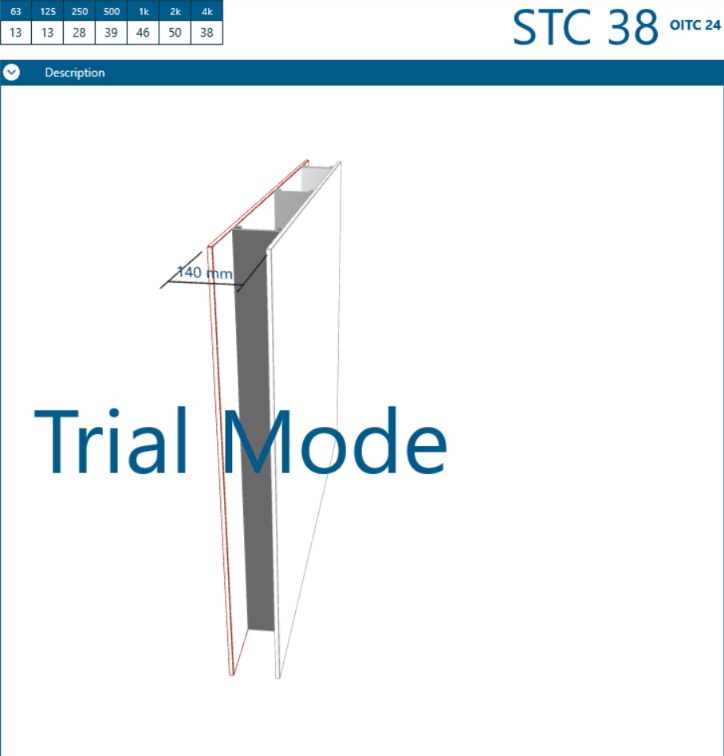 63 125 250 500 1k 2k 4k
13 13 28 39 46 50 38
STC 38 OITC 24
Description
140 mm
Trial Mode